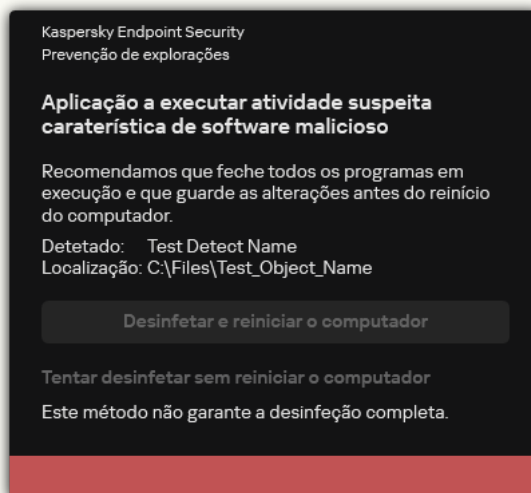 Kaspersky Endpoint Security
Prevenção de explorações
Aplicação a executar atividade suspeita
caraterística de software malicioso
Recomendamos que feche todos os programas em
execução e que guarde as alterações antes do reinício
do computador.
Detetado: Test Detect Name
Localização: C:\Files\Test_Object_Name
Desinfetar e reiniciar o computador
Tentar desinfetar sem reiniciar o computador
Este método não garante a desinfeção completa.